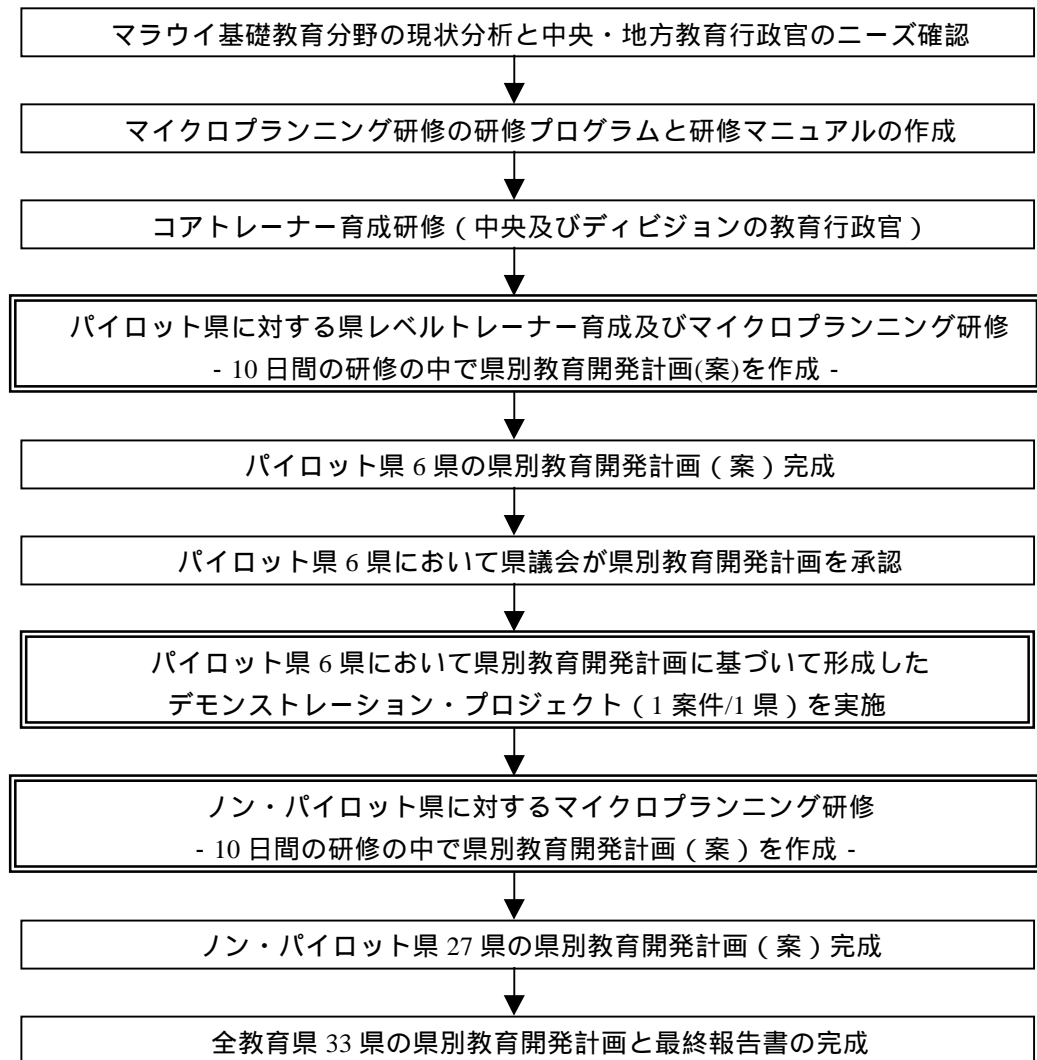 マラウイ基礎教育分野の現状分析と中央・地方教育行政官のニーズ確認
マイクロプランニング研修の研修プログラムと研修マニュアルの作成
コアトレーナー育成研修（中央及びディビジョンの教育行政官）
パイロット県に対する県レベルトレーナー育成及びマイクロプランニング研修
- 10 日間の研修の中で県別教育開発計画(案)を作成 -
パイロット県 6 県の県別教育開発計画（案）完成
パイロット県 6 県において県議会が県別教育開発計画を承認
パイロット県 6 県において県別教育開発計画に基づいて形成した
デモンストレーション・プロジェクト（1 案件/1 県）を実施
ノン・パイロット県に対するマイクロプランニング研修
- 10 日間の研修の中で県別教育開発計画（案）を作成 -
ノン・パイロット県 27 県の県別教育開発計画（案）完成
全教育県 33 県の県別教育開発計画と最終報告書の完成